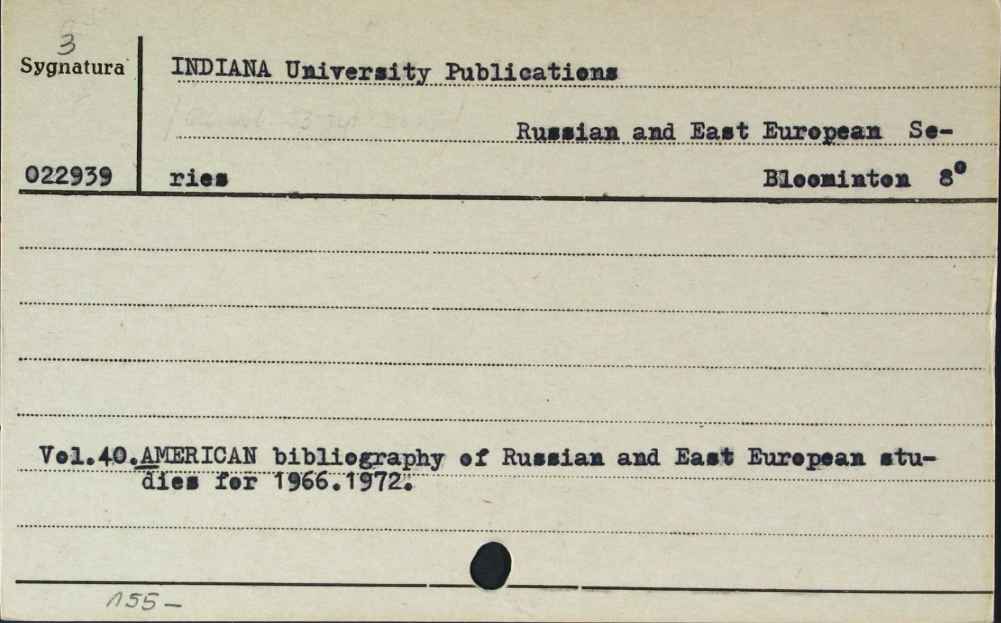 3
Sygnatura
INDIANA University Publications
Russian and East European Se-
022939 ries Bloominton 8°
Vol.40.AMERICAN bibliography of Russian and East European stu-
dies for 1966.1972.
155-